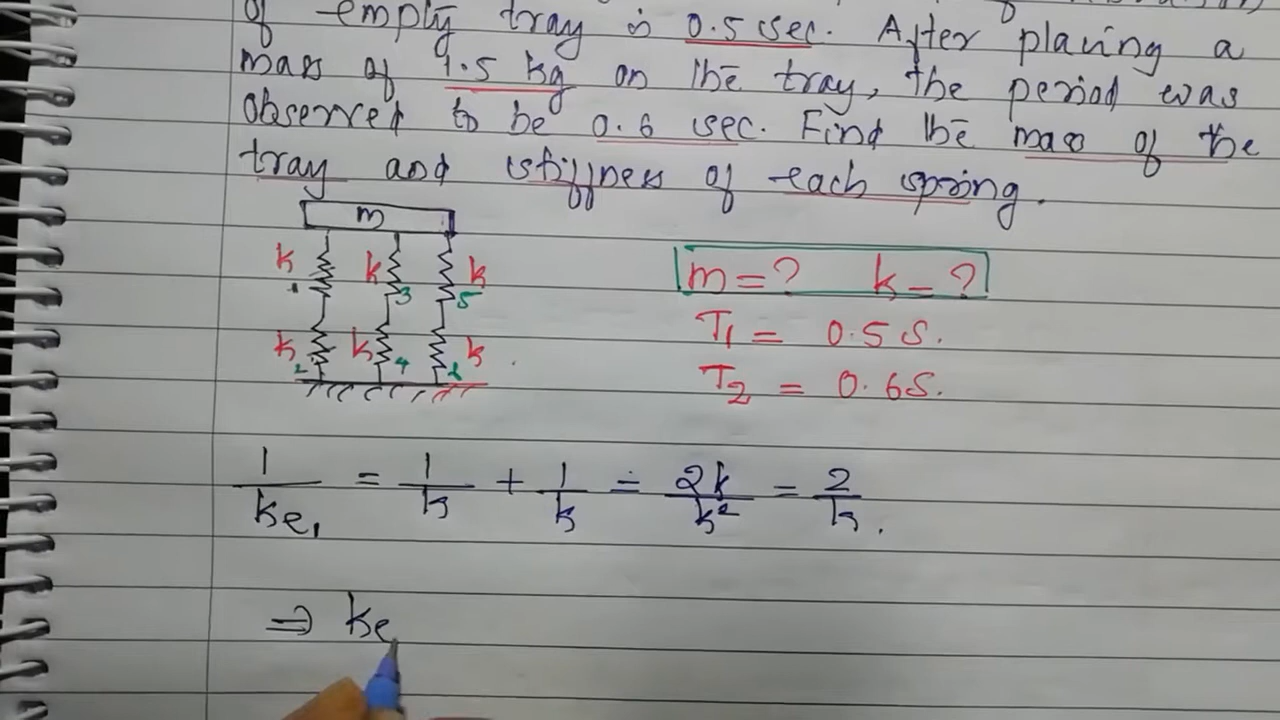 of empty tray is 0.5 sec. After placing a
mass of 1.5 kg on the tray, the period was
observed to be 0.6 sec. Find the mass of the
tray and stiffness of each spring.
m
k k k
1 3 5
k k k
2 4 6
m = ? k = ?
T1 = 0.5 S.
T2 = 0.6 S.
1/ke1 = 1/k + 1/k = 2k/k² = 2/k.
⇒ ke